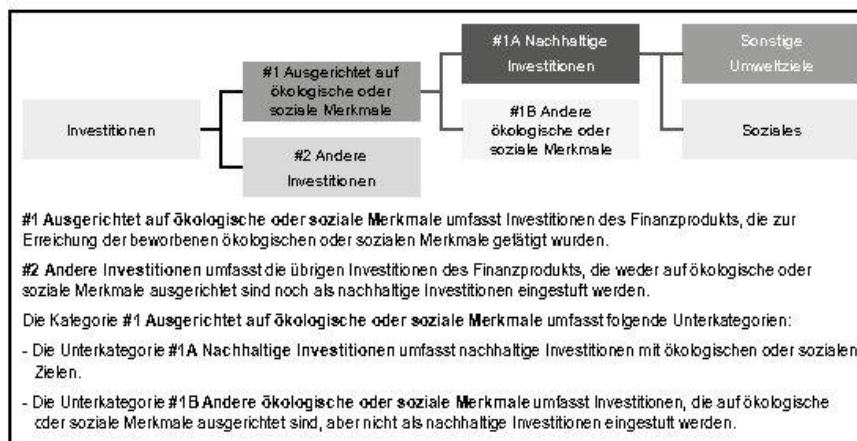 #1A Nachhaltige
Investitionen
Sonstige
Umweltziele
#1 Ausgerichtet auf
ökologische oder
soziale Merkmale
Investitionen
#1B Andere
ökologische oder
soziale Merkmale
Soziales
#2 Andere
Investitionen
#1 Ausgerichtet auf ökologische oder soziale Merkmale umfasst Investitionen des Finanzprodukts, die zur
Erreichung der beworbenen ökologischen oder sozialen Merkmale getätigt wurden.
#2 Andere Investitionen umfasst die übrigen Investitionen des Finanzprodukts, die weder auf ökologische oder
soziale Merkmale ausgerichtet sind noch als nachhaltige Investitionen eingestuft werden.
Die Kategorie #1 Ausgerichtet auf ökologische oder soziale Merkmale umfasst folgende Unterkategorien:
- Die Unterkategorie #1A Nachhaltige Investitionen umfasst nachhaltige Investitionen mit ökologischen oder sozialen
Zielen.
- Die Unterkategorie #1B Andere ökologische oder soziale Merkmale umfasst Investitionen, die auf ökologische
oder soziale Merkmale ausgerichtet sind, aber nicht als nachhaltige Investitionen eingestuft werden.